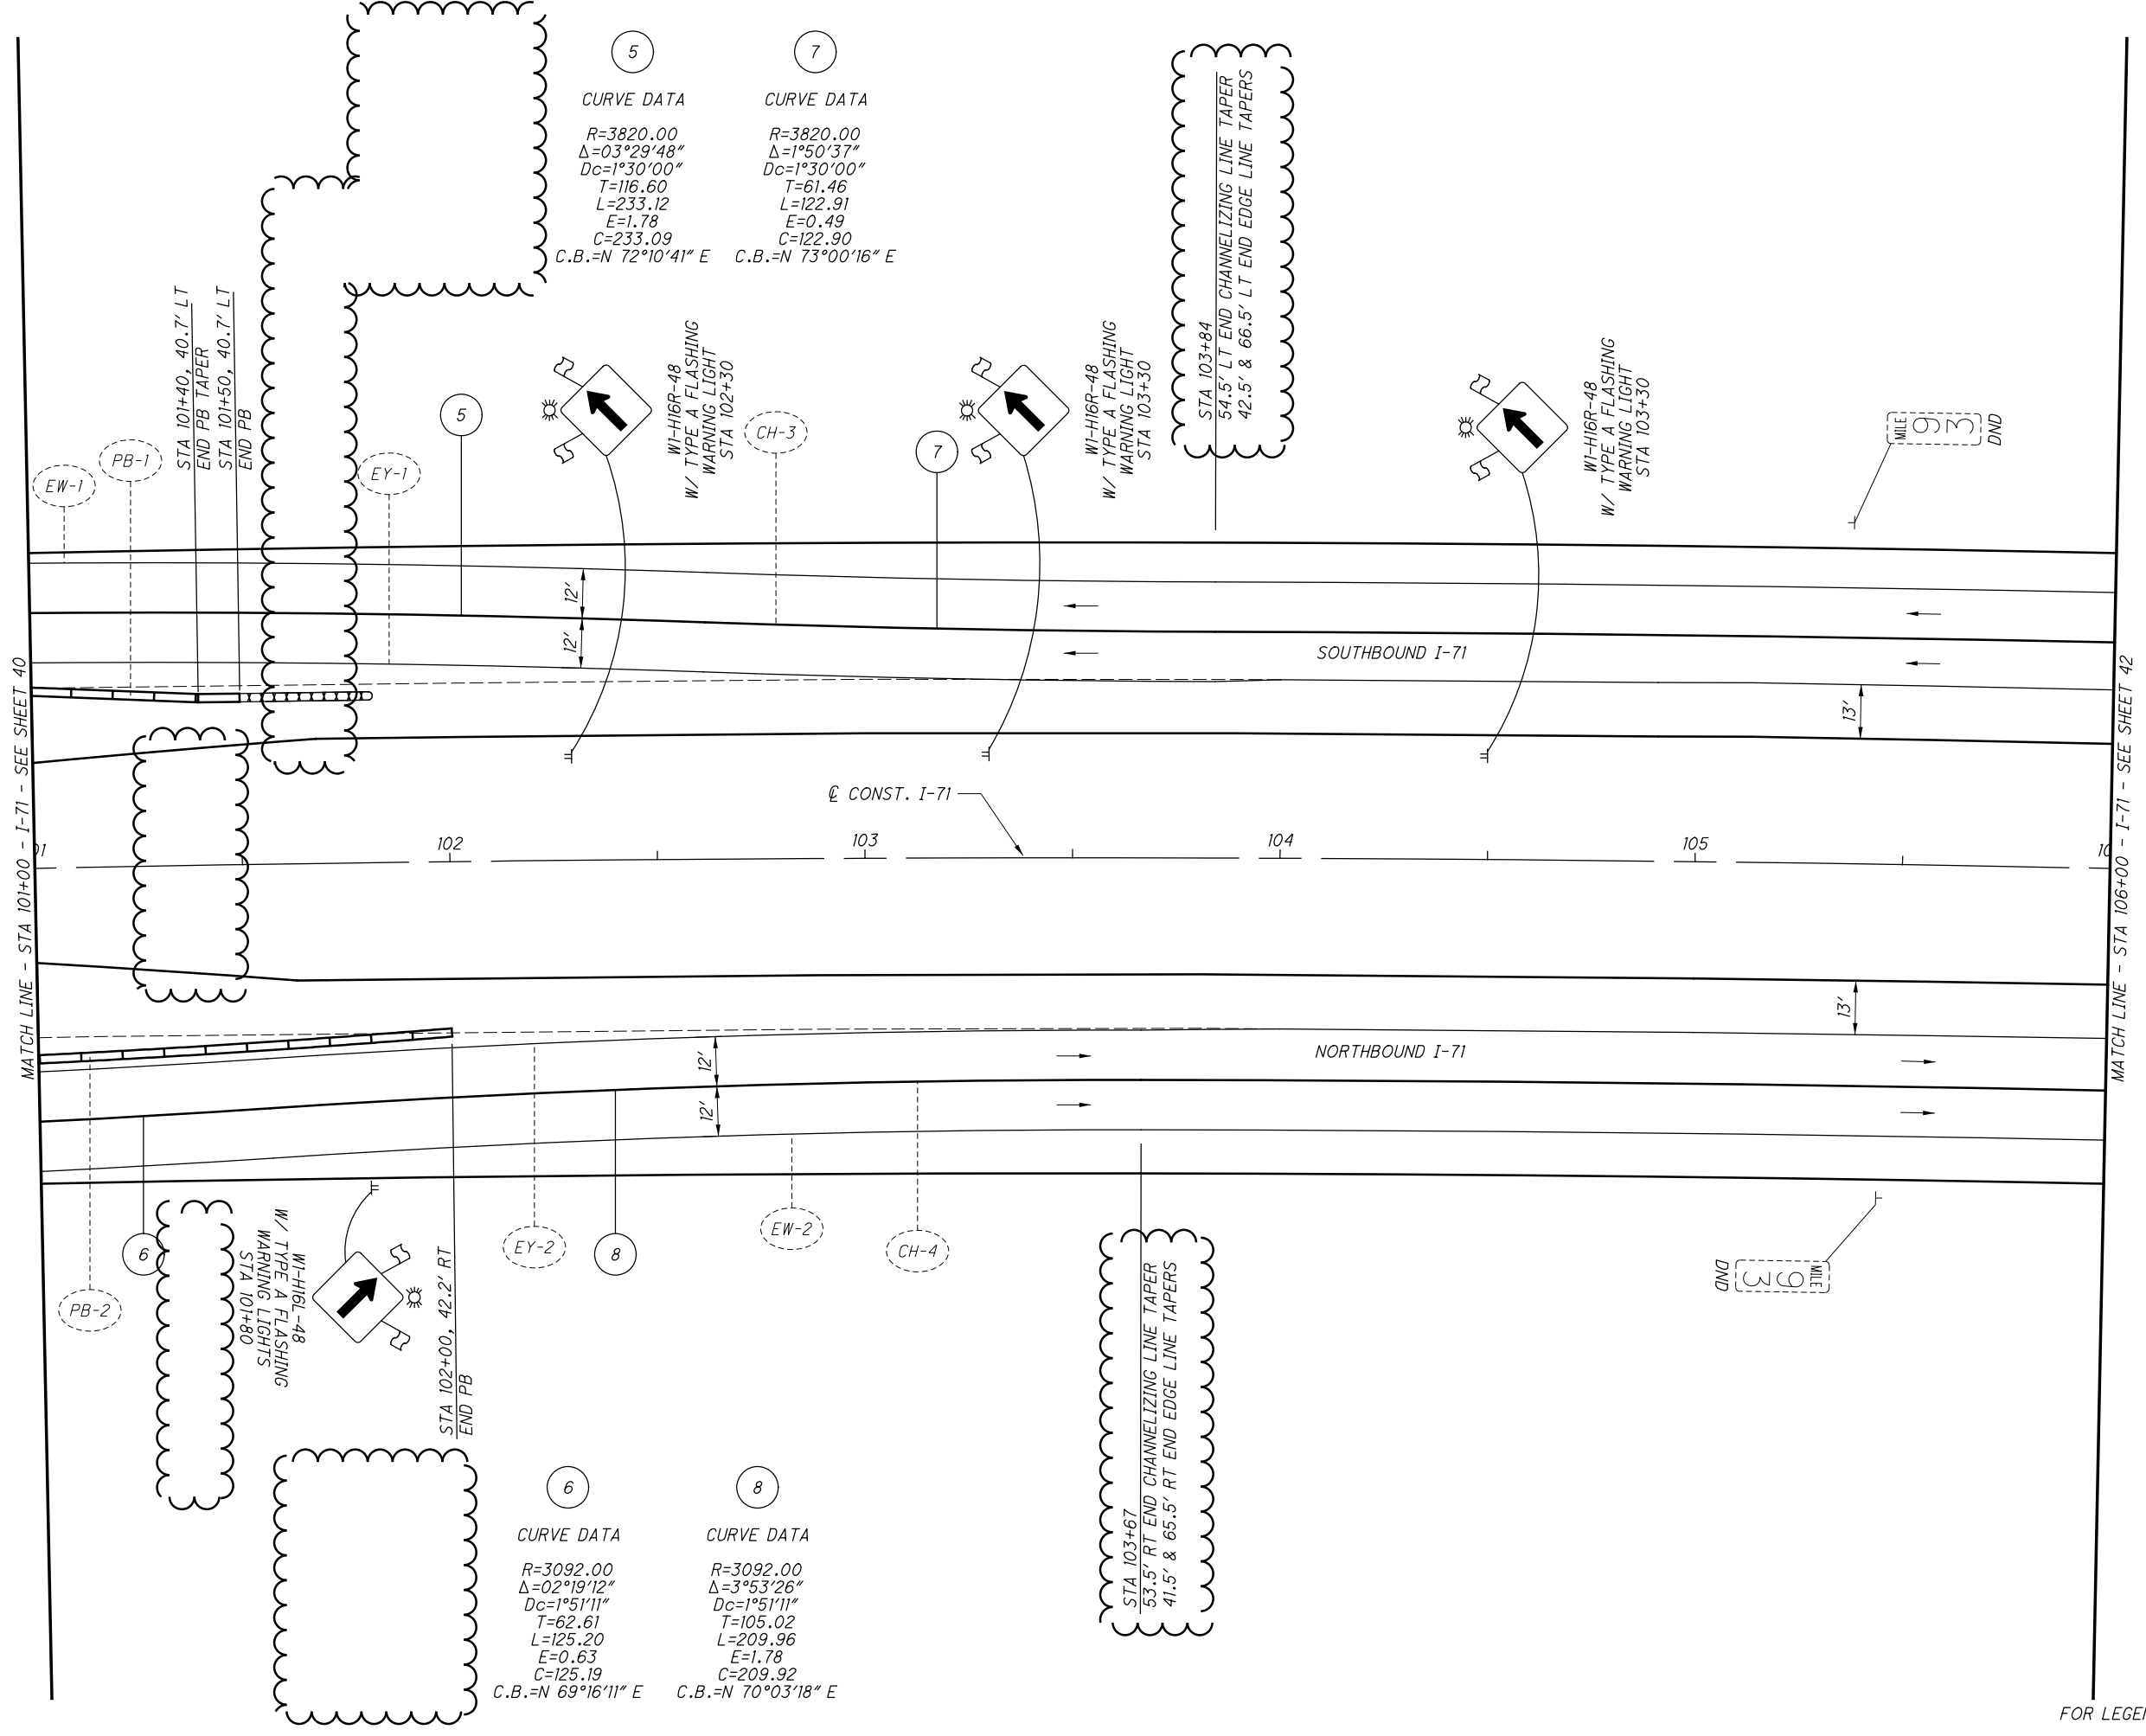 5
CURVE DATA
R=3820.00
Δ=03°29'48"
Dc=1°30'00"
T=116.60
L=233.12
E=1.78
C=233.09
C.B.=N 72°10'41" E
7
CURVE DATA
R=3820.00
Δ=1°50'37"
Dc=1°30'00"
T=61.46
L=122.91
E=0.49
C=122.90
C.B.=N 73°00'16" E
STA 103+84
54.5' LT END CHANNELIZING LINE TAPER
42.5' & 66.5' LT END EDGE LINE TAPERS
STA 101+40, 40.7' LT
END PB TAPER
STA 101+50, 40.7' LT
END PB
EW-1
PB-1
EY-1
5
W1-H16R-48
W/ TYPE A FLASHING
WARNING LIGHT
STA 102+30
CH-3
7
W1-H16R-48
W/ TYPE A FLASHING
WARNING LIGHT
STA 103+30
W1-H16R-48
W/ TYPE A FLASHING
WARNING LIGHT
STA 103+30
MILE
93
DND
12'
12'
SOUTHBOUND I-71
13'
MATCH LINE - STA 101+00 - I-71 - SEE SHEET 40
MATCH LINE - STA 106+00 - I-71 - SEE SHEET 42
℄ CONST. I-71
102
103
104
105
13'
12'
12'
NORTHBOUND I-71
6
PB-2
W1-H16L-48
W/ TYPE A FLASHING
WARNING LIGHTS
STA 101+80
STA 102+00, 42.2' RT
END PB
EY-2
8
EW-2
CH-4
MILE
93
DND
STA 103+67
53.5' RT END CHANNELIZING LINE TAPER
41.5' & 65.5' RT END EDGE LINE TAPERS
6
CURVE DATA
R=3092.00
Δ=02°19'12"
Dc=1°51'11"
T=62.61
L=125.20
E=0.63
C=125.19
C.B.=N 69°16'11" E
8
CURVE DATA
R=3092.00
Δ=3°53'26"
Dc=1°51'11"
T=105.02
L=209.96
E=1.78
C=209.92
C.B.=N 70°03'18" E
FOR